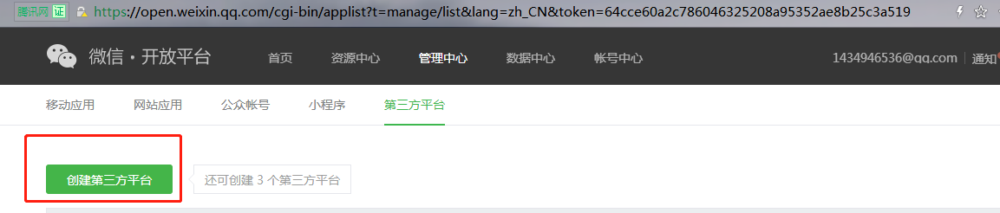 腾讯网 证 https://open.weixin.qq.com/cgi-bin/applist?t=manage/list&lang=zh_CN&token=64cce60a2c786046325208a95352ae8b25c3a519
微信·开放平台 首页 资源中心 管理中心 数据中心 帐号中心 1434946536@qq.com 通知
移动应用 网站应用 公众帐号 小程序 第三方平台
创建第三方平台 还可创建 3 个第三方平台